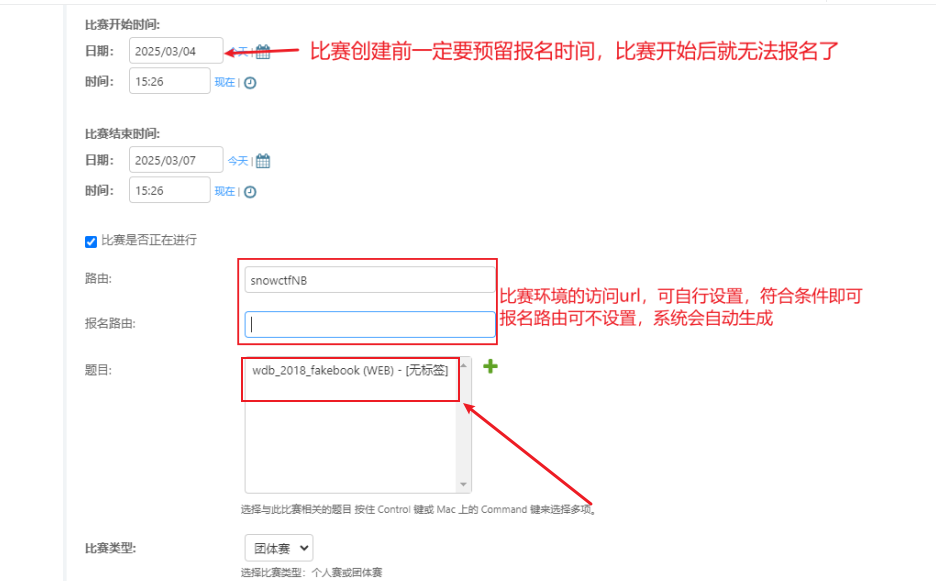 比赛开始时间:
日期: 2025/03/04 今天 | 比赛创建前一定要预留报名时间，比赛开始后就无法报名了
时间: 15:26 现在 |
比赛结束时间:
日期: 2025/03/07 今天 |
时间: 15:26 现在 |
比赛是否正在进行
路由: snowctfNB
比赛环境的访问url，可自行设置，符合条件即可
报名路由: 报名路由可不设置，系统会自动生成
题目: wdb_2018_fakebook (WEB) - [无标签]
选择与此比赛相关的题目 按住 Control 键或 Mac 上的 Command 键来选择多项。
比赛类型: 团体赛
选择比赛类型：个人赛或团体赛